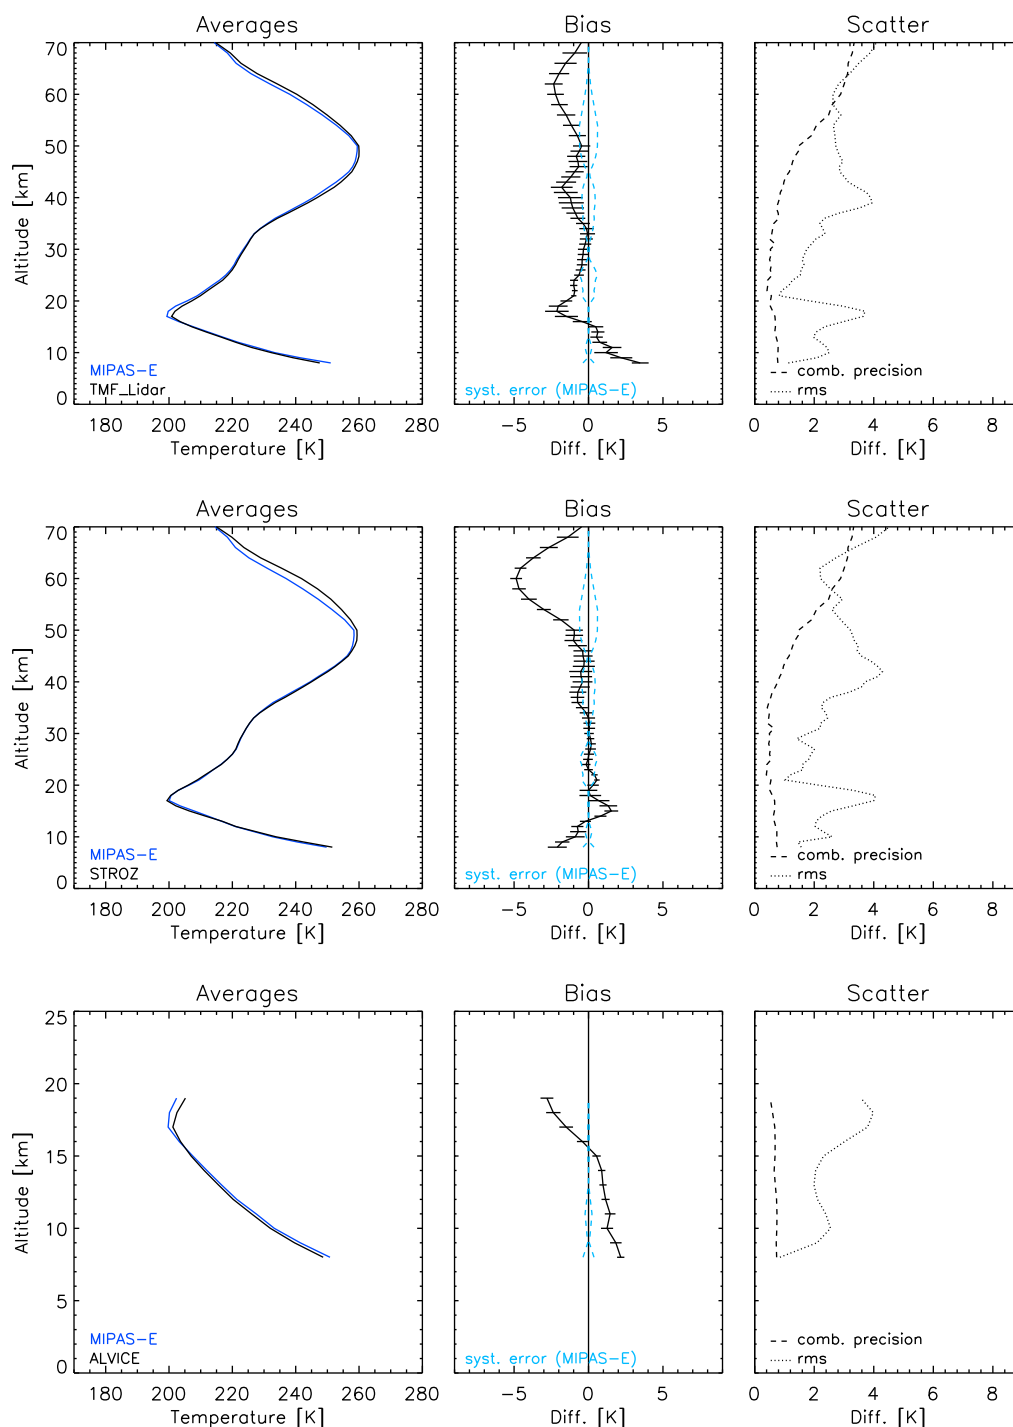 Averages Bias Scatter
70
60
50
40
30
20
10
0
Altitude [km]
MIPAS-E
TMF_Lidar
syst. error (MIPAS-E)
comb. precision
rms
180 200 220 240 260 280
-5 0 5
0 2 4 6 8
Temperature [K] Diff. [K] Diff. [K]
Averages Bias Scatter
70
60
50
40
30
20
10
0
Altitude [km]
MIPAS-E
STROZ
syst. error (MIPAS-E)
comb. precision
rms
180 200 220 240 260 280
-5 0 5
0 2 4 6 8
Temperature [K] Diff. [K] Diff. [K]
Averages Bias Scatter
25
20
15
10
5
0
Altitude [km]
MIPAS-E
ALVICE
syst. error (MIPAS-E)
comb. precision
rms
180 200 220 240 260 280
-5 0 5
0 2 4 6 8
Temperature [K] Diff. [K] Diff. [K]